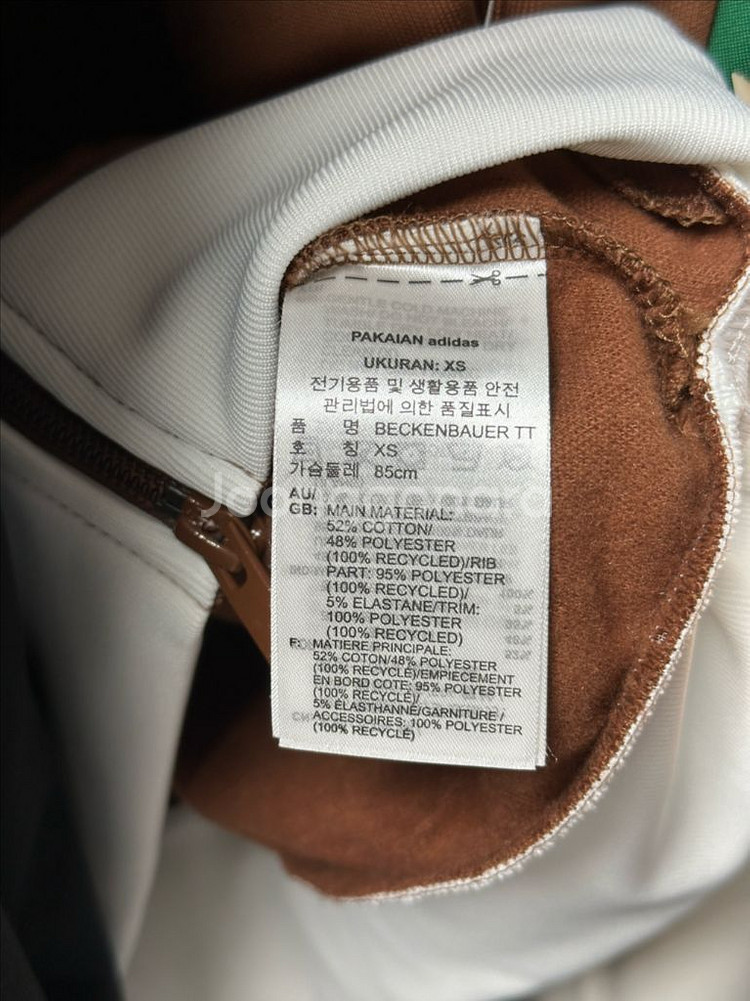 PAKAIAN adidas
UKURAN: XS
전기용품 및 생활용품 안전
관리법에 의한 품질표시
품 명 BECKENBAUER TT
호 칭 XS
가슴둘레 85cm
AU/
GB: MAIN MATERIAL:
52% COTTON/
48% POLYESTER
(100% RECYCLED)/RIB
PART: 95% POLYESTER
(100% RECYCLED)/
5% ELASTANE/TRIM:
100% POLYESTER
(100% RECYCLED)
F: MATIERE PRINCIPALE:
52% COTON/48% POLYESTER
(100% RECYCLÉ)/EMPIECEMENT
EN BORD COTE: 95% POLYESTER
(100% RECYCLÉ)/
5% ÉLASTHANNE/GARNITURE /
ACCESSOIRES: 100% POLYESTER
(100% RECYCLÉ)